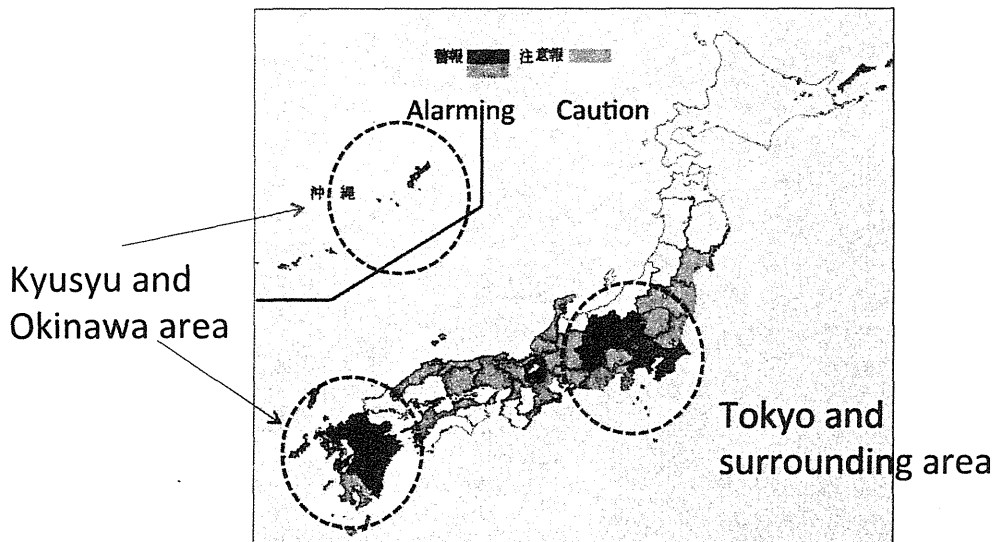 警報 注意報
Alarming Caution
沖縄
Kyusyu and
Okinawa area
Tokyo and
surrounding area